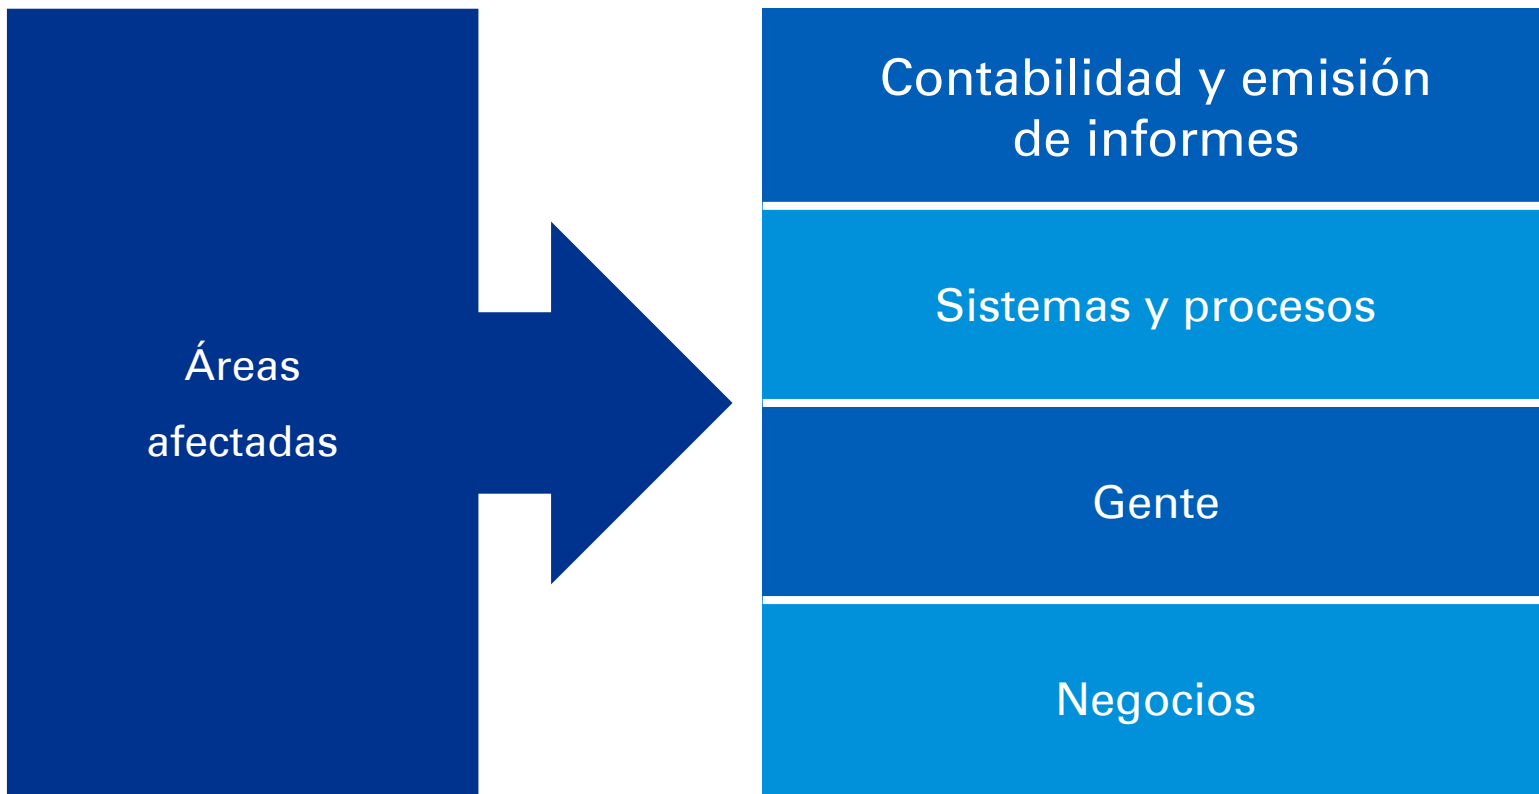 Áreas
afectadas
Contabilidad y emisión
de informes
Sistemas y procesos
Gente
Negocios